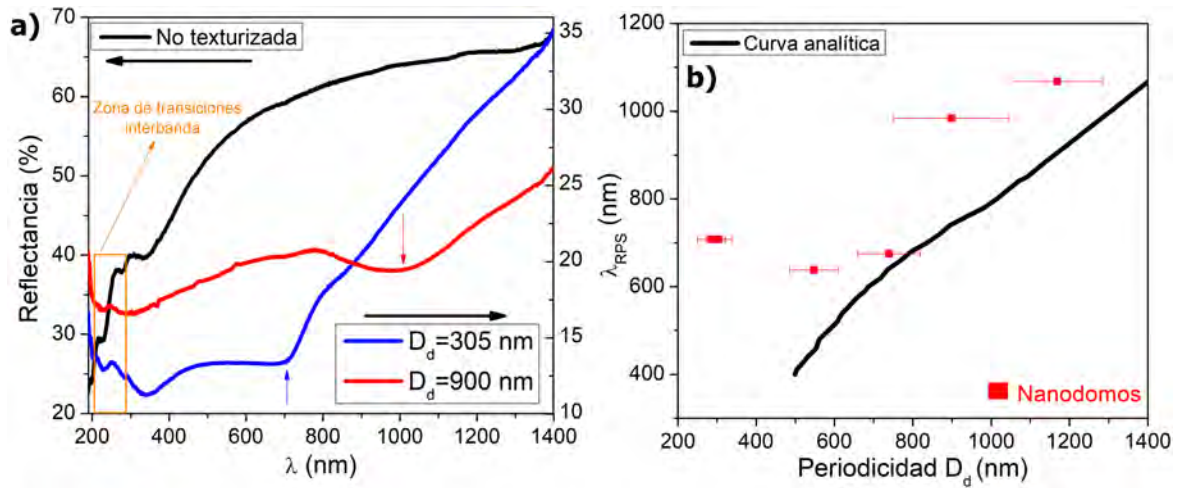 a)
No texturizada
Zona de transiciones
interbanda
D_d=305 nm
D_d=900 nm
Reflectancia (%)
70
60
50
40
30
20
35
30
25
20
15
10
200 400 600 800 1000 1200 1400
λ (nm)
b)
Curva analítica
Nanodomos
λ_RPS (nm)
1200
1000
800
600
400
200 400 600 800 1000 1200 1400
Periodicidad D_d (nm)